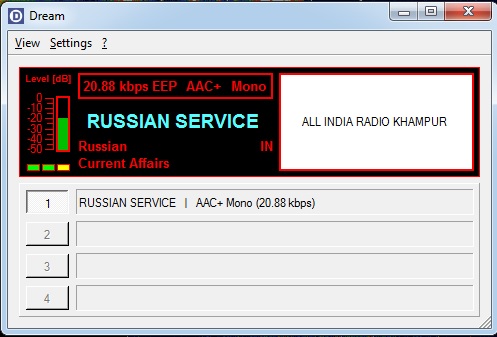 Dream
View Settings ?
Level [dB]
0
-10
-20
-30
-40
-50
20.88 kbps EEP AAC+ Mono
RUSSIAN SERVICE
Russian IN
Current Affairs
ALL INDIA RADIO KHAMPUR
1 RUSSIAN SERVICE | AAC+ Mono (20.88 kbps)
2
3
4